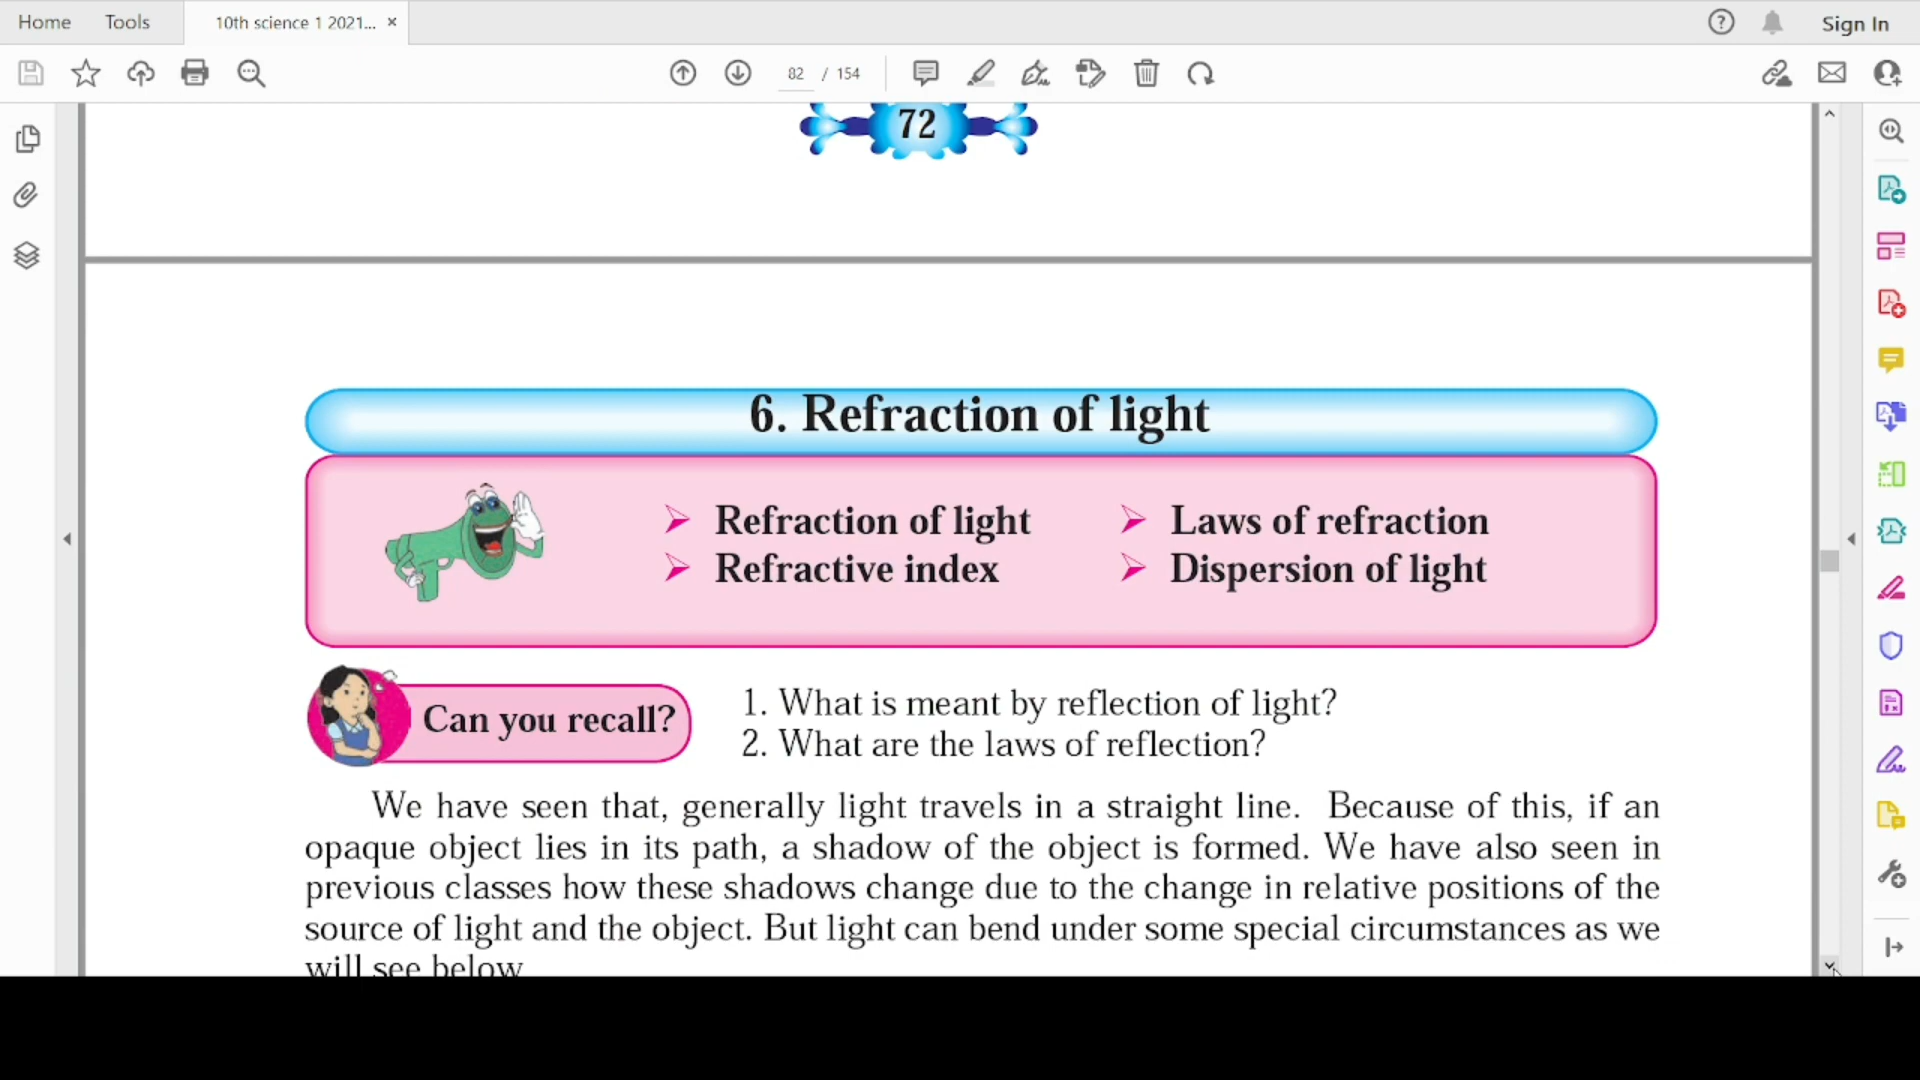 Home Tools 10th science 1 2021... × Sign In
82 / 154
72
6. Refraction of light
Refraction of light Laws of refraction
Refractive index Dispersion of light
Can you recall?
1. What is meant by reflection of light?
2. What are the laws of reflection?
We have seen that, generally light travels in a straight line. Because of this, if an
opaque object lies in its path, a shadow of the object is formed. We have also seen in
previous classes how these shadows change due to the change in relative positions of the
source of light and the object. But light can bend under some special circumstances as we
will see below